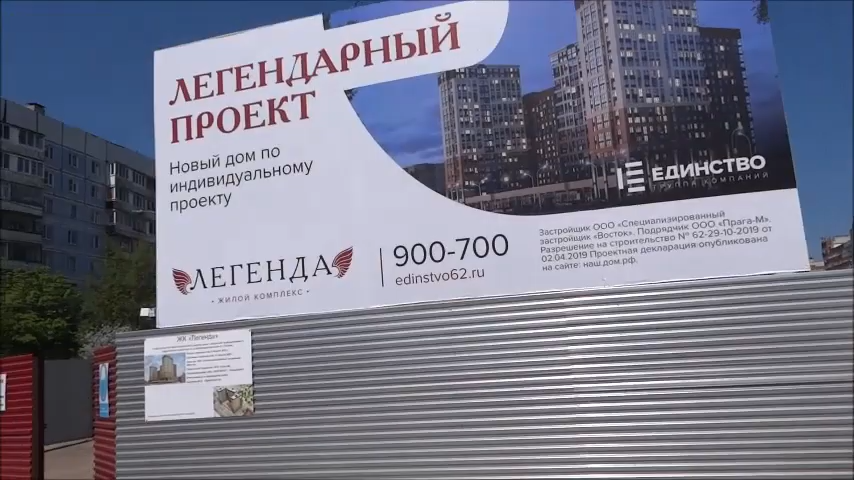 ЛЕГЕНДАРНЫЙ
ПРОЕКТ
Новый дом по
индивидуальному
проекту
ЕДИНСТВО
ГРУППА КОМПАНИЙ
ЛЕГЕНДА
ЖИЛОЙ КОМПЛЕКС
900-700
edinstvo62.ru
Застройщик ООО «Специализированный
застройщик «Восток». Подрядчик ООО «Прага-М».
Разрешение на строительство № 62-29-10-2019 от
02.04.2019 Проектная декларация опубликована
на сайте: наш.дом.рф.
ЖК «Легенда»